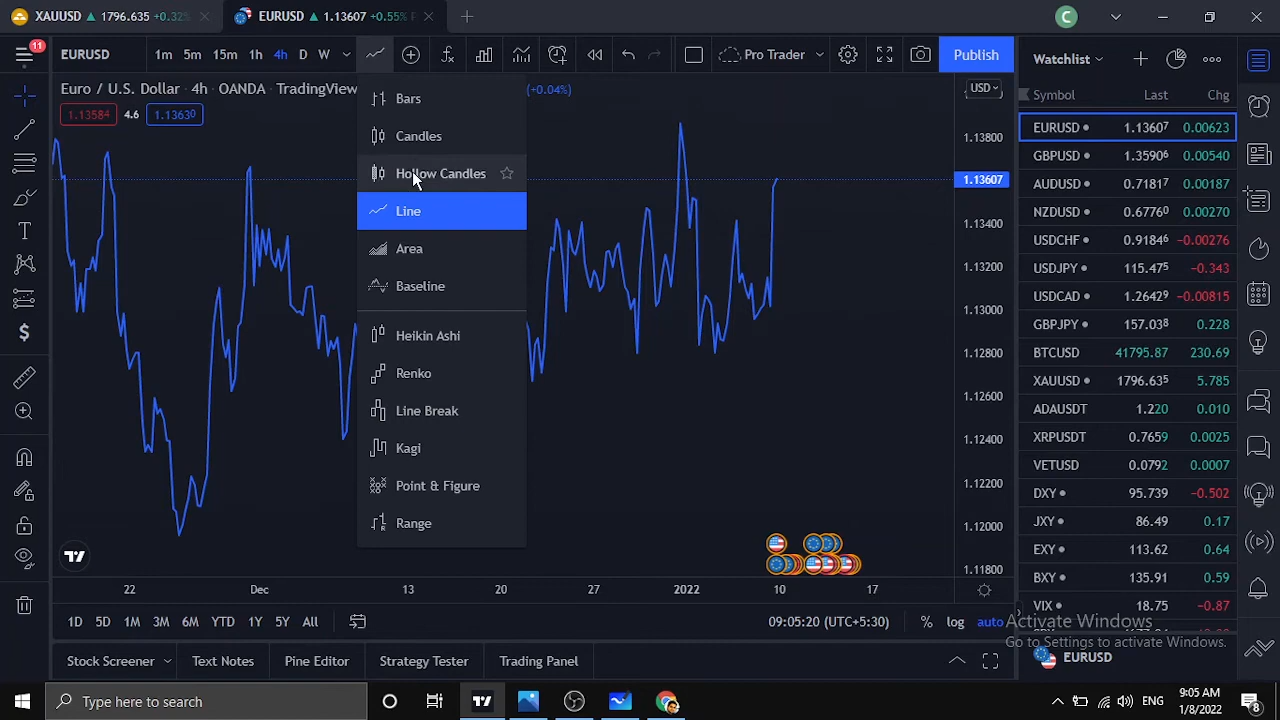 XAUUSD ▲ 1796.635 +0.32%
EURUSD ▲ 1.13607 +0.55%
C
11
EURUSD 1m 5m 15m 1h 4h D W Pro Trader Publish
Euro / U.S. Dollar · 4h · OANDA · TradingView (+0.04%)
1.13584 4.6 1.13630
USD
Bars
Candles
Hollow Candles
Line
Area
Baseline
Heikin Ashi
Renko
Line Break
Kagi
Point & Figure
Range
1.13800
1.13607
1.13400
1.13200
1.13000
1.12800
1.12600
1.12400
1.12200
1.12000
1.11800
22 Dec 13 20 27 2022 10 17
1D 5D 1M 3M 6M YTD 1Y 5Y All 09:05:20 (UTC+5:30) % log auto
Stock Screener Text Notes Pine Editor Strategy Tester Trading Panel
Watchlist
Symbol Last Chg
EURUSD 1.13607 0.00623
GBPUSD 1.35906 0.00540
AUDUSD 0.71817 0.00187
NZDUSD 0.67760 0.00270
USDCHF 0.91846 -0.00276
USDJPY 115.475 -0.343
USDCAD 1.26429 -0.00815
GBPJPY 157.038 0.228
BTCUSD 41795.87 230.69
XAUUSD 1796.635 5.785
ADAUSDT 1.220 0.010
XRPUSDT 0.7659 0.0025
VETUSD 0.0792 0.0007
DXY 95.739 -0.502
JXY 86.49 0.17
EXY 113.62 0.64
BXY 135.91 0.59
VIX 18.75 -0.87
Activate Windows
Go to Settings to activate Windows.
EURUSD
Type here to search
ENG
9:05 AM
1/8/2022
8